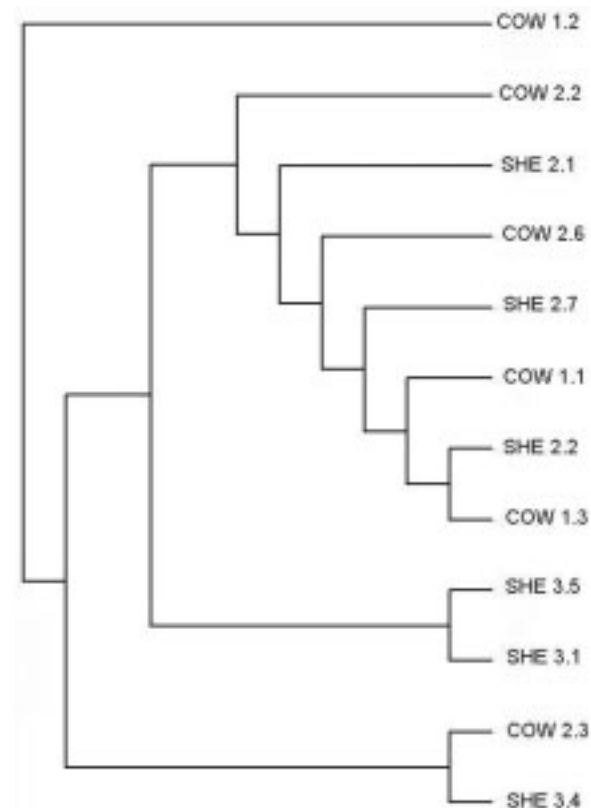 COW 1.2
COW 2.2
SHE 2.1
COW 2.6
SHE 2.7
COW 1.1
SHE 2.2
COW 1.3
SHE 3.5
SHE 3.1
COW 2.3
SHE 3.4